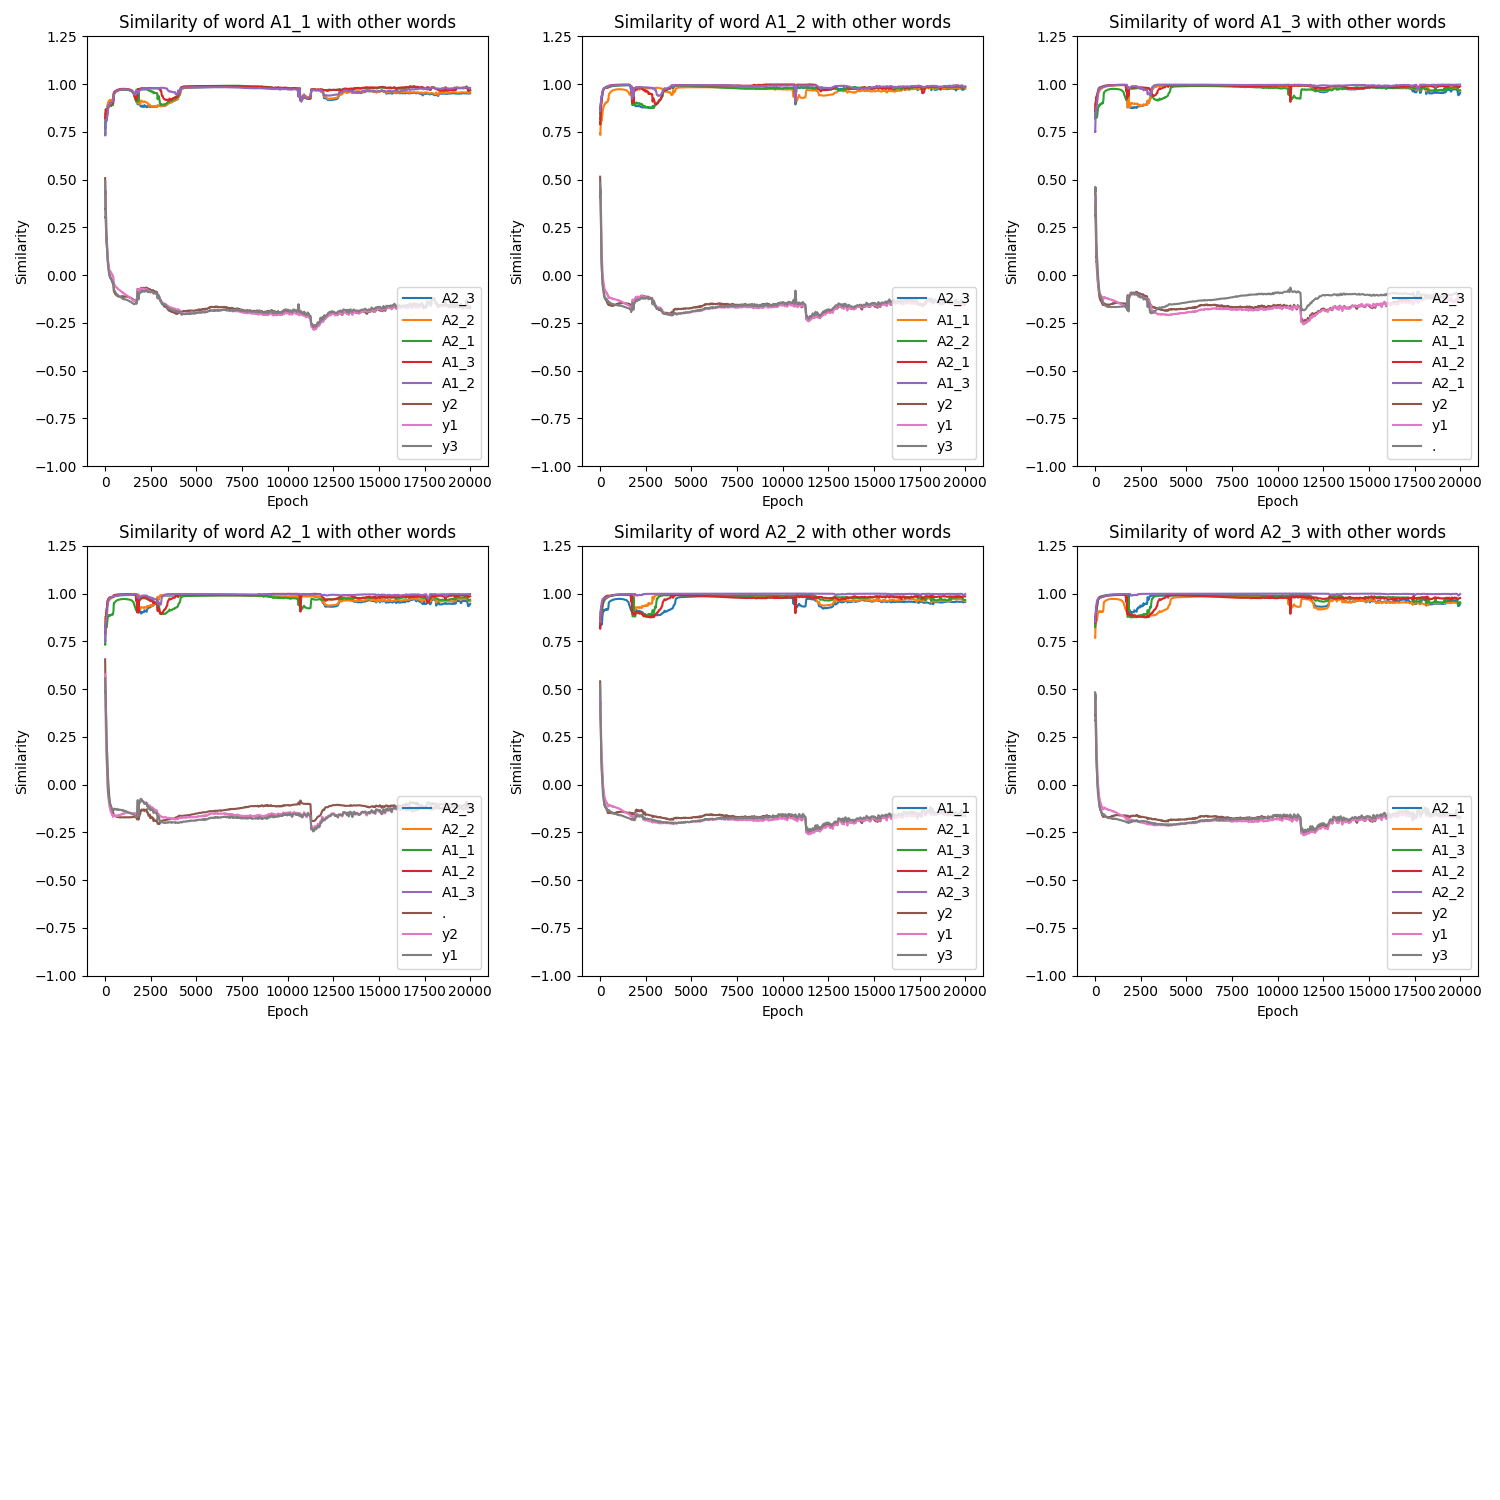 Similarity of word A1_1 with other words
1.25
1.00
0.75
0.50
0.25
0.00
−0.25
−0.50
−0.75
−1.00
Similarity
0 2500 5000 7500 10000 12500 15000 17500 20000
Epoch
A2_3
A2_2
A2_1
A1_3
A1_2
y2
y1
y3
Similarity of word A1_2 with other words
1.25
1.00
0.75
0.50
0.25
0.00
−0.25
−0.50
−0.75
−1.00
Similarity
0 2500 5000 7500 10000 12500 15000 17500 20000
Epoch
A2_3
A1_1
A2_2
A2_1
A1_3
y2
y1
y3
Similarity of word A1_3 with other words
1.25
1.00
0.75
0.50
0.25
0.00
−0.25
−0.50
−0.75
−1.00
Similarity
0 2500 5000 7500 10000 12500 15000 17500 20000
Epoch
A2_3
A2_2
A1_1
A1_2
A2_1
y2
y1
.
Similarity of word A2_1 with other words
1.25
1.00
0.75
0.50
0.25
0.00
−0.25
−0.50
−0.75
−1.00
Similarity
0 2500 5000 7500 10000 12500 15000 17500 20000
Epoch
A2_3
A2_2
A1_1
A1_2
A1_3
.
y2
y1
Similarity of word A2_2 with other words
1.25
1.00
0.75
0.50
0.25
0.00
−0.25
−0.50
−0.75
−1.00
Similarity
0 2500 5000 7500 10000 12500 15000 17500 20000
Epoch
A1_1
A2_1
A1_3
A1_2
A2_3
y2
y1
y3
Similarity of word A2_3 with other words
1.25
1.00
0.75
0.50
0.25
0.00
−0.25
−0.50
−0.75
−1.00
Similarity
0 2500 5000 7500 10000 12500 15000 17500 20000
Epoch
A2_1
A1_1
A1_3
A1_2
A2_2
y2
y1
y3